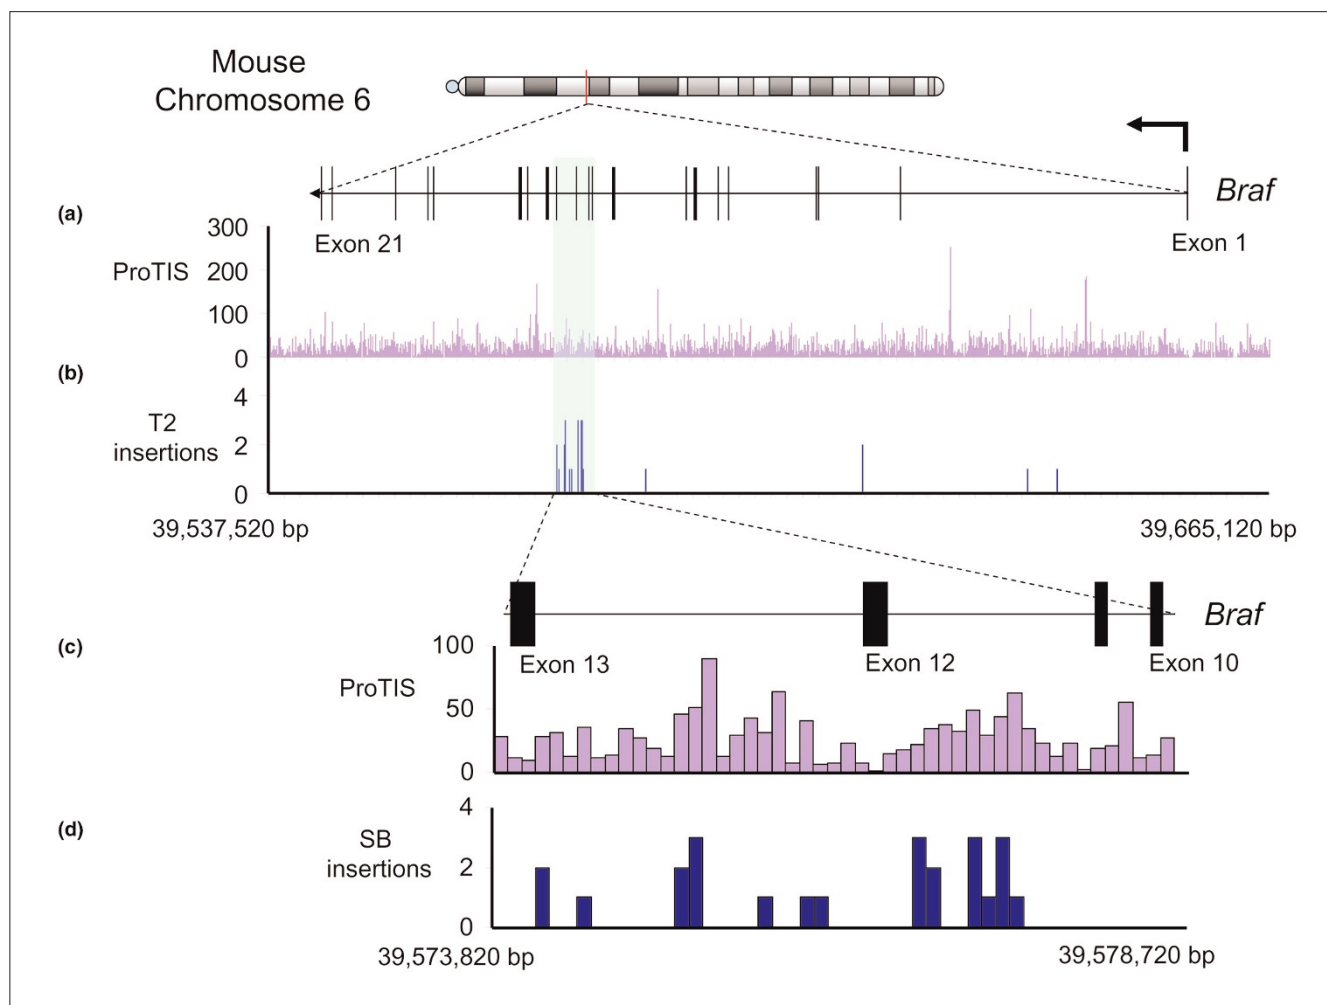 Mouse
Chromosome 6
Braf
(a)
Exon 21
Exon 1
300
ProTIS
200
100
0
(b)
4
T2
insertions
2
0
39,537,520 bp
39,665,120 bp
Braf
(c)
100
Exon 13
Exon 12
Exon 10
ProTIS
50
0
(d)
4
SB
insertions
2
0
39,573,820 bp
39,578,720 bp